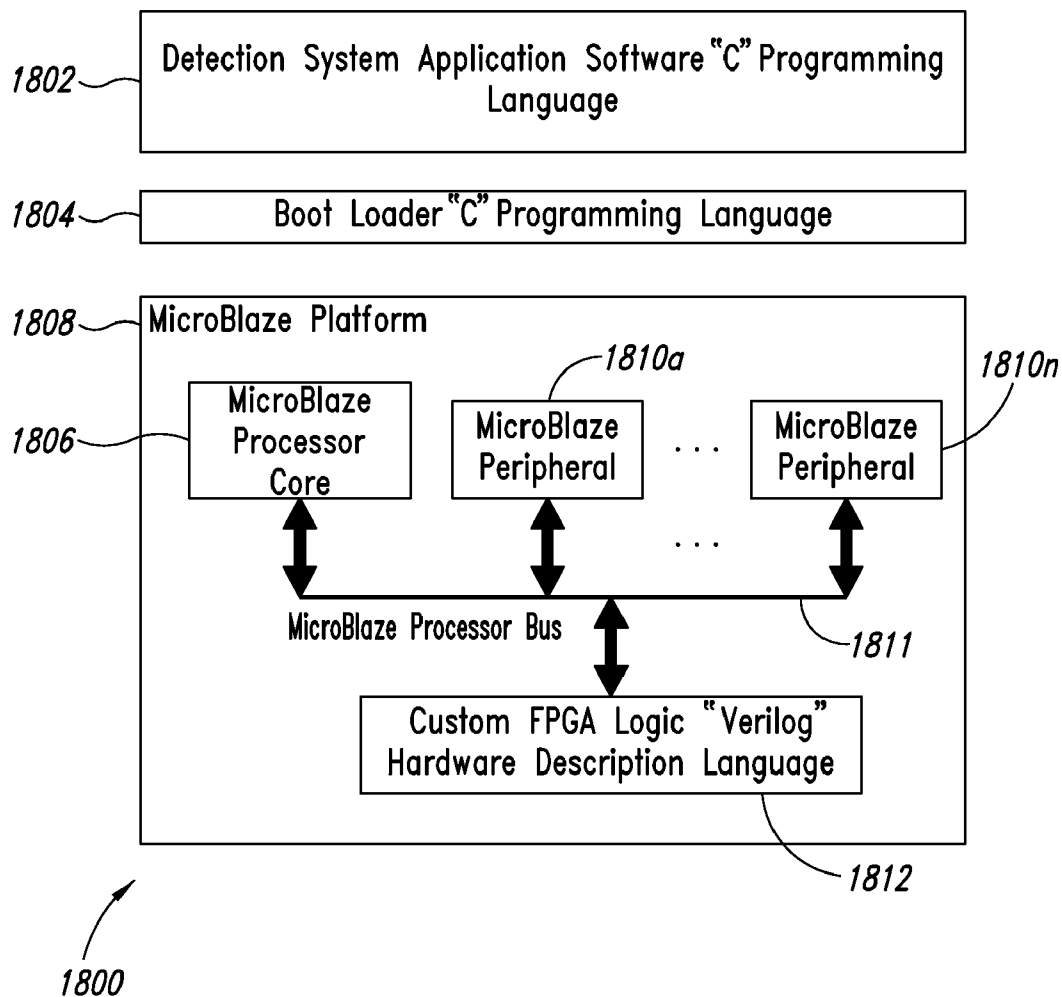 Detection System Application Software "C" Programming
Language
1802
1804
Boot Loader "C" Programming Language
1808
MicroBlaze Platform
1810a
1810n
1806
MicroBlaze
Processor
Core
MicroBlaze
Peripheral
. . .
MicroBlaze
Peripheral
. . .
MicroBlaze Processor Bus
1811
Custom FPGA Logic "Verilog"
Hardware Description Language
1812
1800